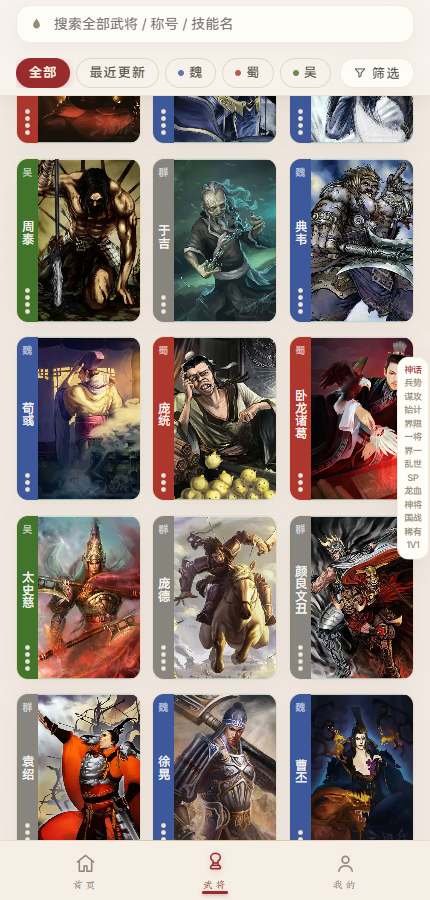 搜索全部武将 / 称号 / 技能名
全部
最近更新
魏
蜀
吴
筛选
吴
周泰
群
于吉
魏
典韦
魏
荀彧
蜀
庞统
蜀
卧龙诸葛
神话
兵势
谋攻
始计
界限
一将
界一
乱世
SP
龙血
神将
国战
稀有
1V1
吴
太史慈
群
庞德
群
颜良文丑
群
袁绍
魏
徐晃
魏
曹丕
首页
武将
我的